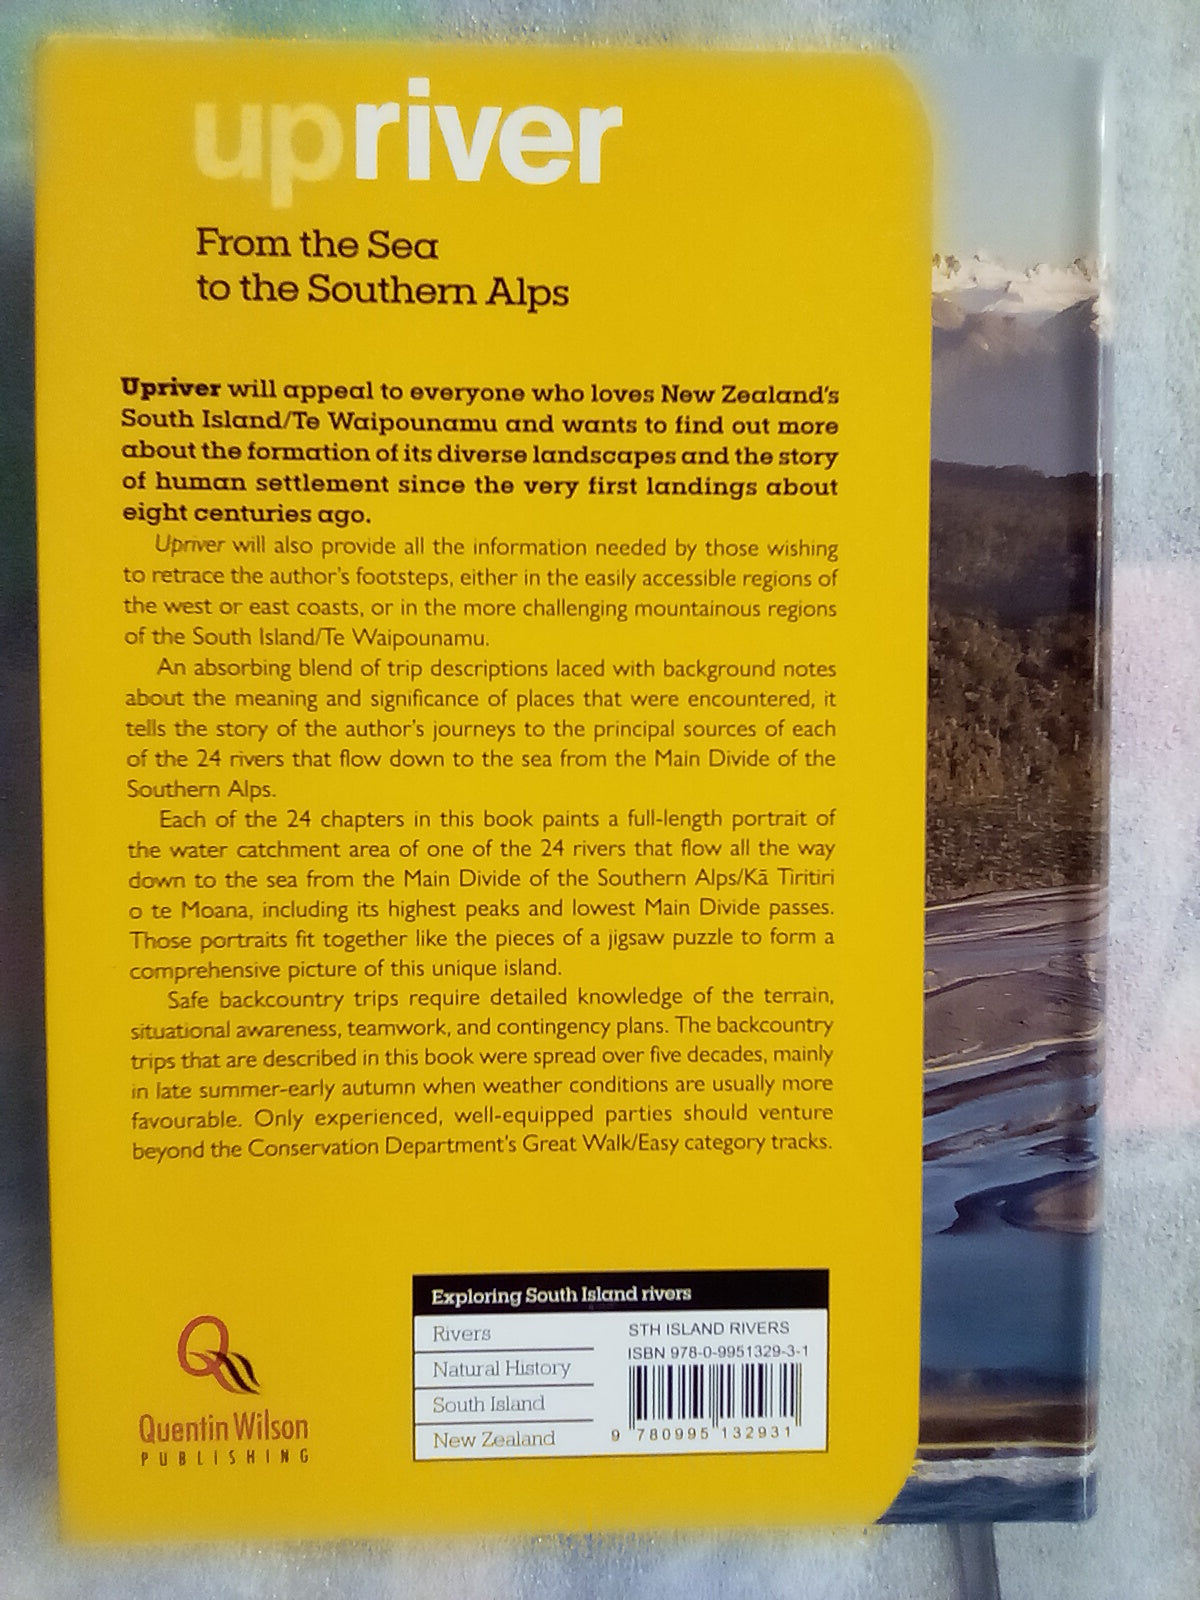 upriver
From the Sea
to the Southern Alps
Upriver will appeal to everyone who loves New Zealand's
South Island/Te Waipounamu and wants to find out more
about the formation of its diverse landscapes and the story
of human settlement since the very first landings about
eight centuries ago.
Upriver will also provide all the information needed by those wishing
to retrace the author's footsteps, either in the easily accessible regions of
the west or east coasts, or in the more challenging mountainous regions
of the South Island/Te Waipounamu.
An absorbing blend of trip descriptions laced with background notes
about the meaning and significance of places that were encountered, it
tells the story of the author's journeys to the principal sources of each
of the 24 rivers that flow down to the sea from the Main Divide of the
Southern Alps.
Each of the 24 chapters in this book paints a full-length portrait of
the water catchment area of one of the 24 rivers that flow all the way
down to the sea from the Main Divide of the Southern Alps/Kā Tiritiri
o te Moana, including its highest peaks and lowest Main Divide passes.
Those portraits fit together like the pieces of a jigsaw puzzle to form a
comprehensive picture of this unique island.
Safe backcountry trips require detailed knowledge of the terrain,
situational awareness, teamwork, and contingency plans. The backcountry
trips that are described in this book were spread over five decades, mainly
in late summer-early autumn when weather conditions are usually more
favourable. Only experienced, well-equipped parties should venture
beyond the Conservation Department's Great Walk/Easy category tracks.
Quentin Wilson
PUBLISHING
Exploring South Island rivers
Rivers
Natural History
South Island
New Zealand
STH ISLAND RIVERS
ISBN 978-0-9951329-3-1
9 780995 132931